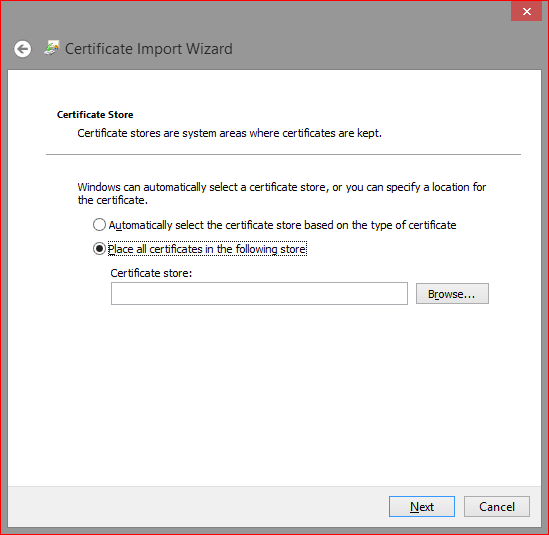 Certificate Import Wizard
Certificate Store
Certificate stores are system areas where certificates are kept.
Windows can automatically select a certificate store, or you can specify a location for
the certificate.
Automatically select the certificate store based on the type of certificate
Place all certificates in the following store
Certificate store:
Browse...
Next
Cancel